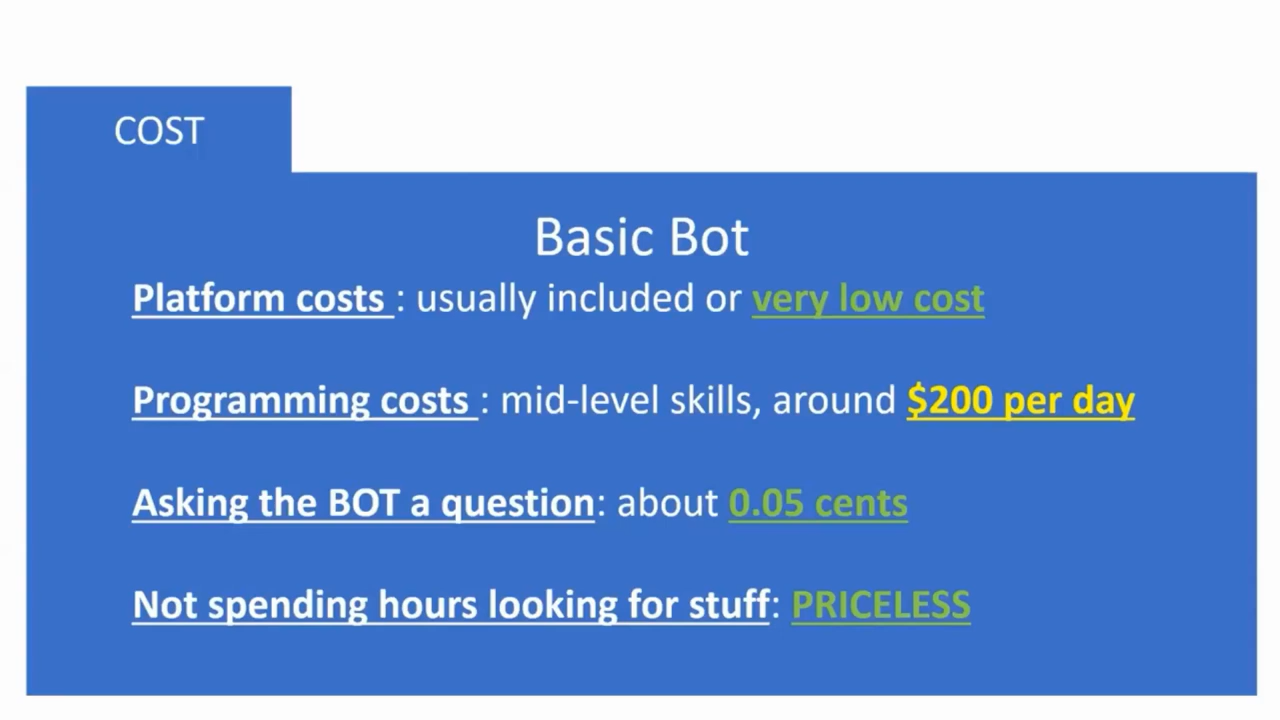 COST
Basic Bot
Platform costs : usually included or very low cost
Programming costs : mid-level skills, around $200 per day
Asking the BOT a question: about 0.05 cents
Not spending hours looking for stuff: PRICELESS